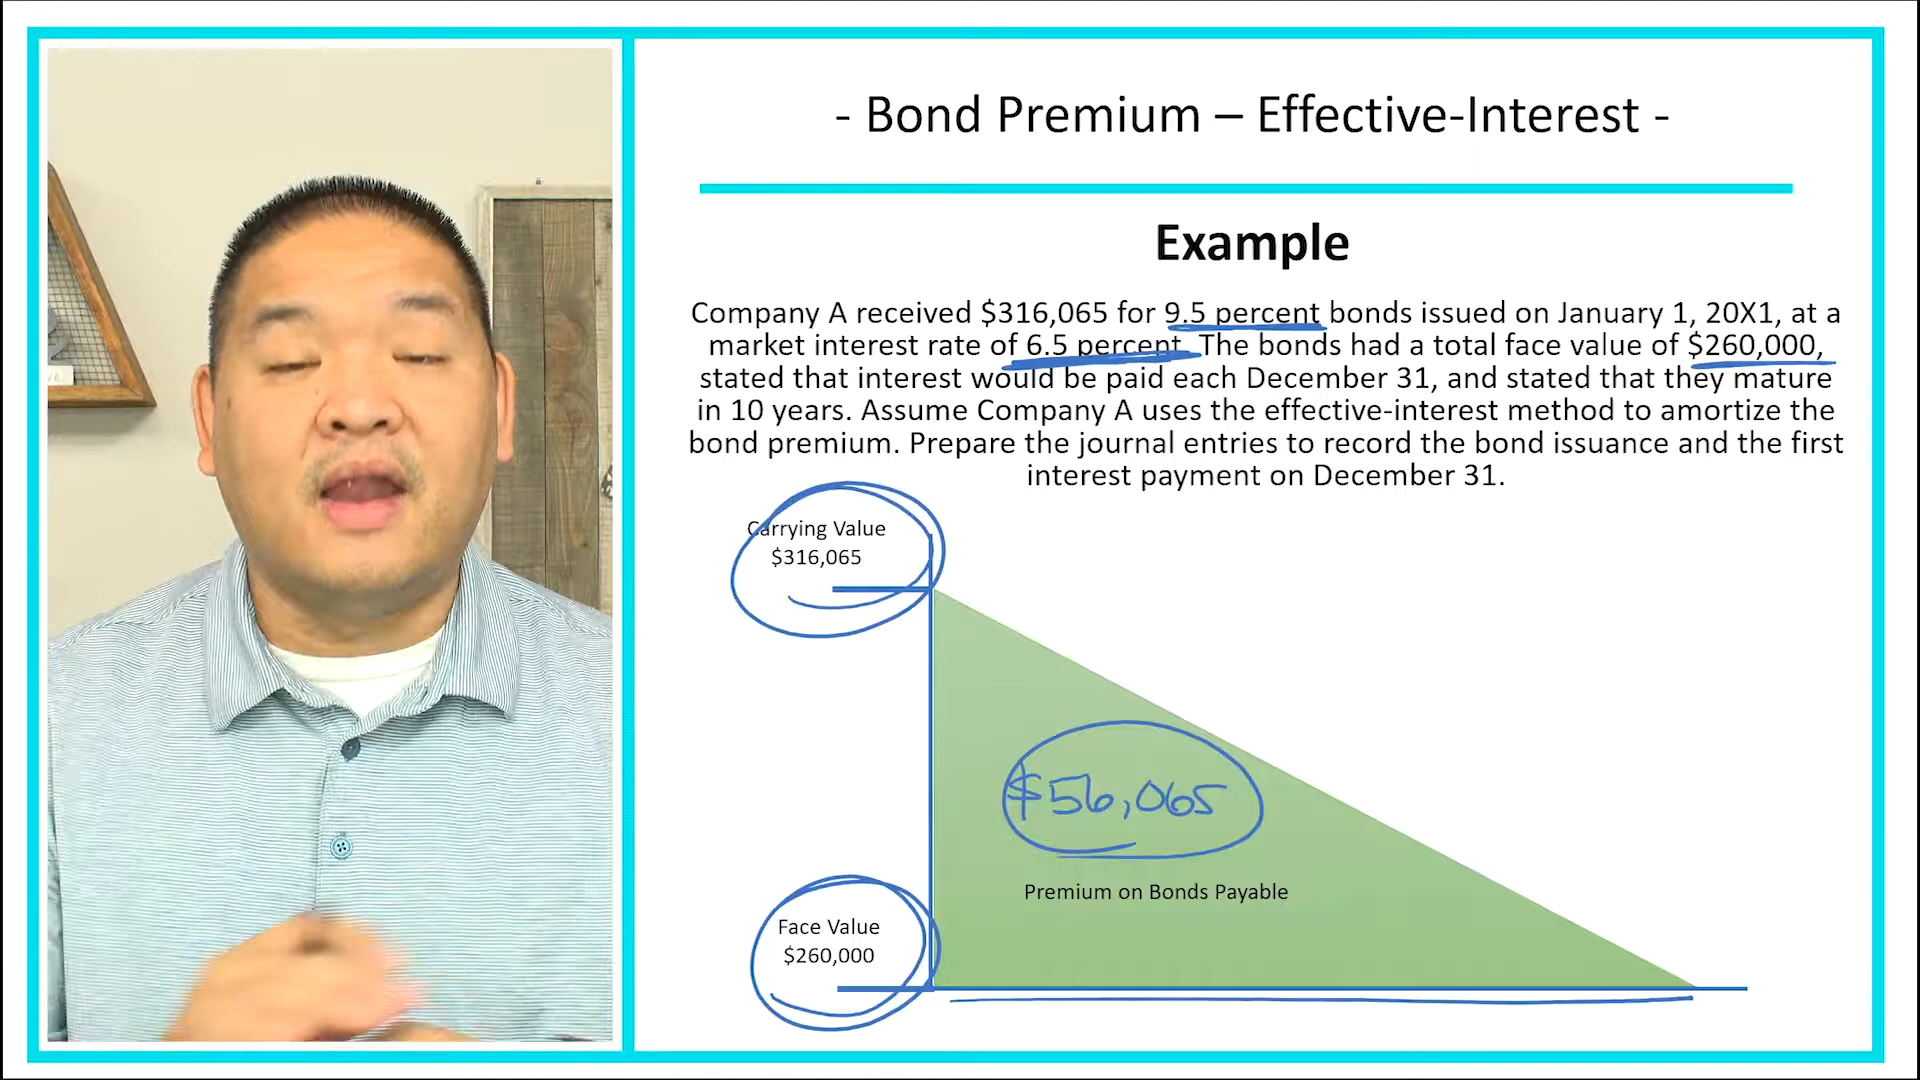 - Bond Premium – Effective-Interest -
Example
Company A received $316,065 for 9.5 percent bonds issued on January 1, 20X1, at a
market interest rate of 6.5 percent. The bonds had a total face value of $260,000,
stated that interest would be paid each December 31, and stated that they mature
in 10 years. Assume Company A uses the effective-interest method to amortize the
bond premium. Prepare the journal entries to record the bond issuance and the first
interest payment on December 31.
Carrying Value
$316,065
$56,065
Premium on Bonds Payable
Face Value
$260,000